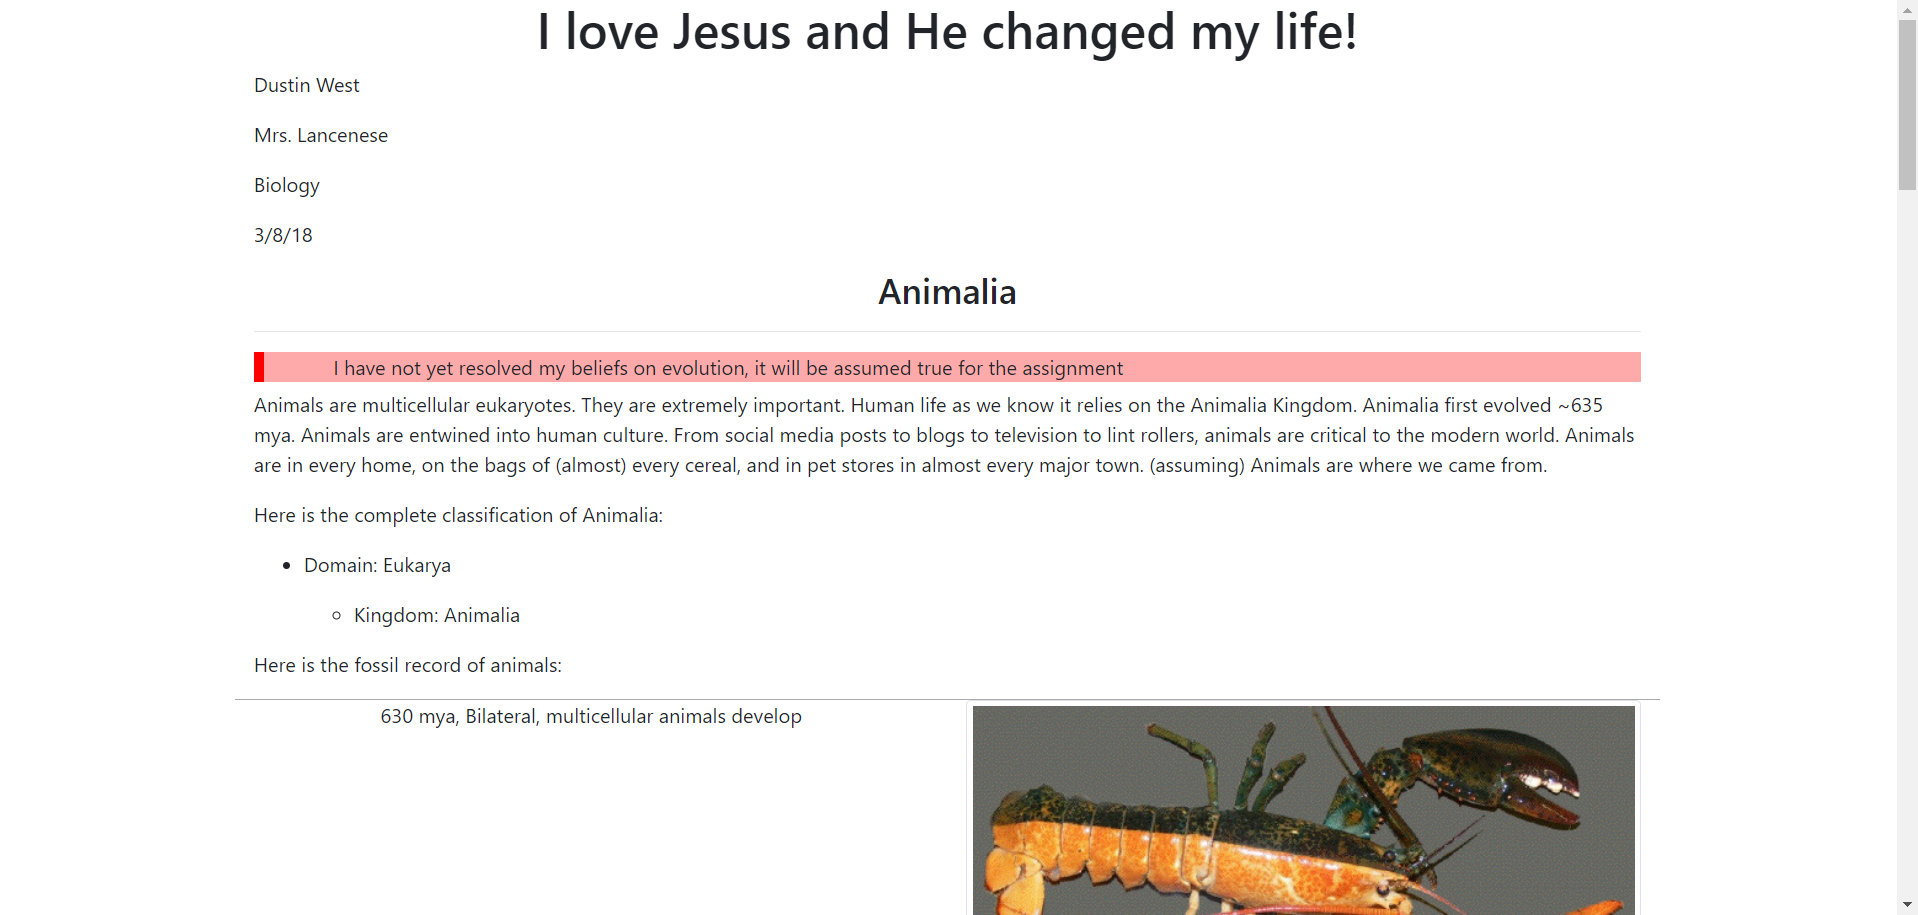 I love Jesus and He changed my life!
Dustin West
Mrs. Lancenese
Biology
3/8/18
Animalia
I have not yet resolved my beliefs on evolution, it will be assumed true for the assignment
Animals are multicellular eukaryotes. They are extremely important. Human life as we know it relies on the Animalia Kingdom. Animalia first evolved ~635
mya. Animals are entwined into human culture. From social media posts to blogs to television to lint rollers, animals are critical to the modern world. Animals
are in every home, on the bags of (almost) every cereal, and in pet stores in almost every major town. (assuming) Animals are where we came from.
Here is the complete classification of Animalia:
Domain: Eukarya
Kingdom: Animalia
Here is the fossil record of animals:
630 mya, Bilateral, multicellular animals develop